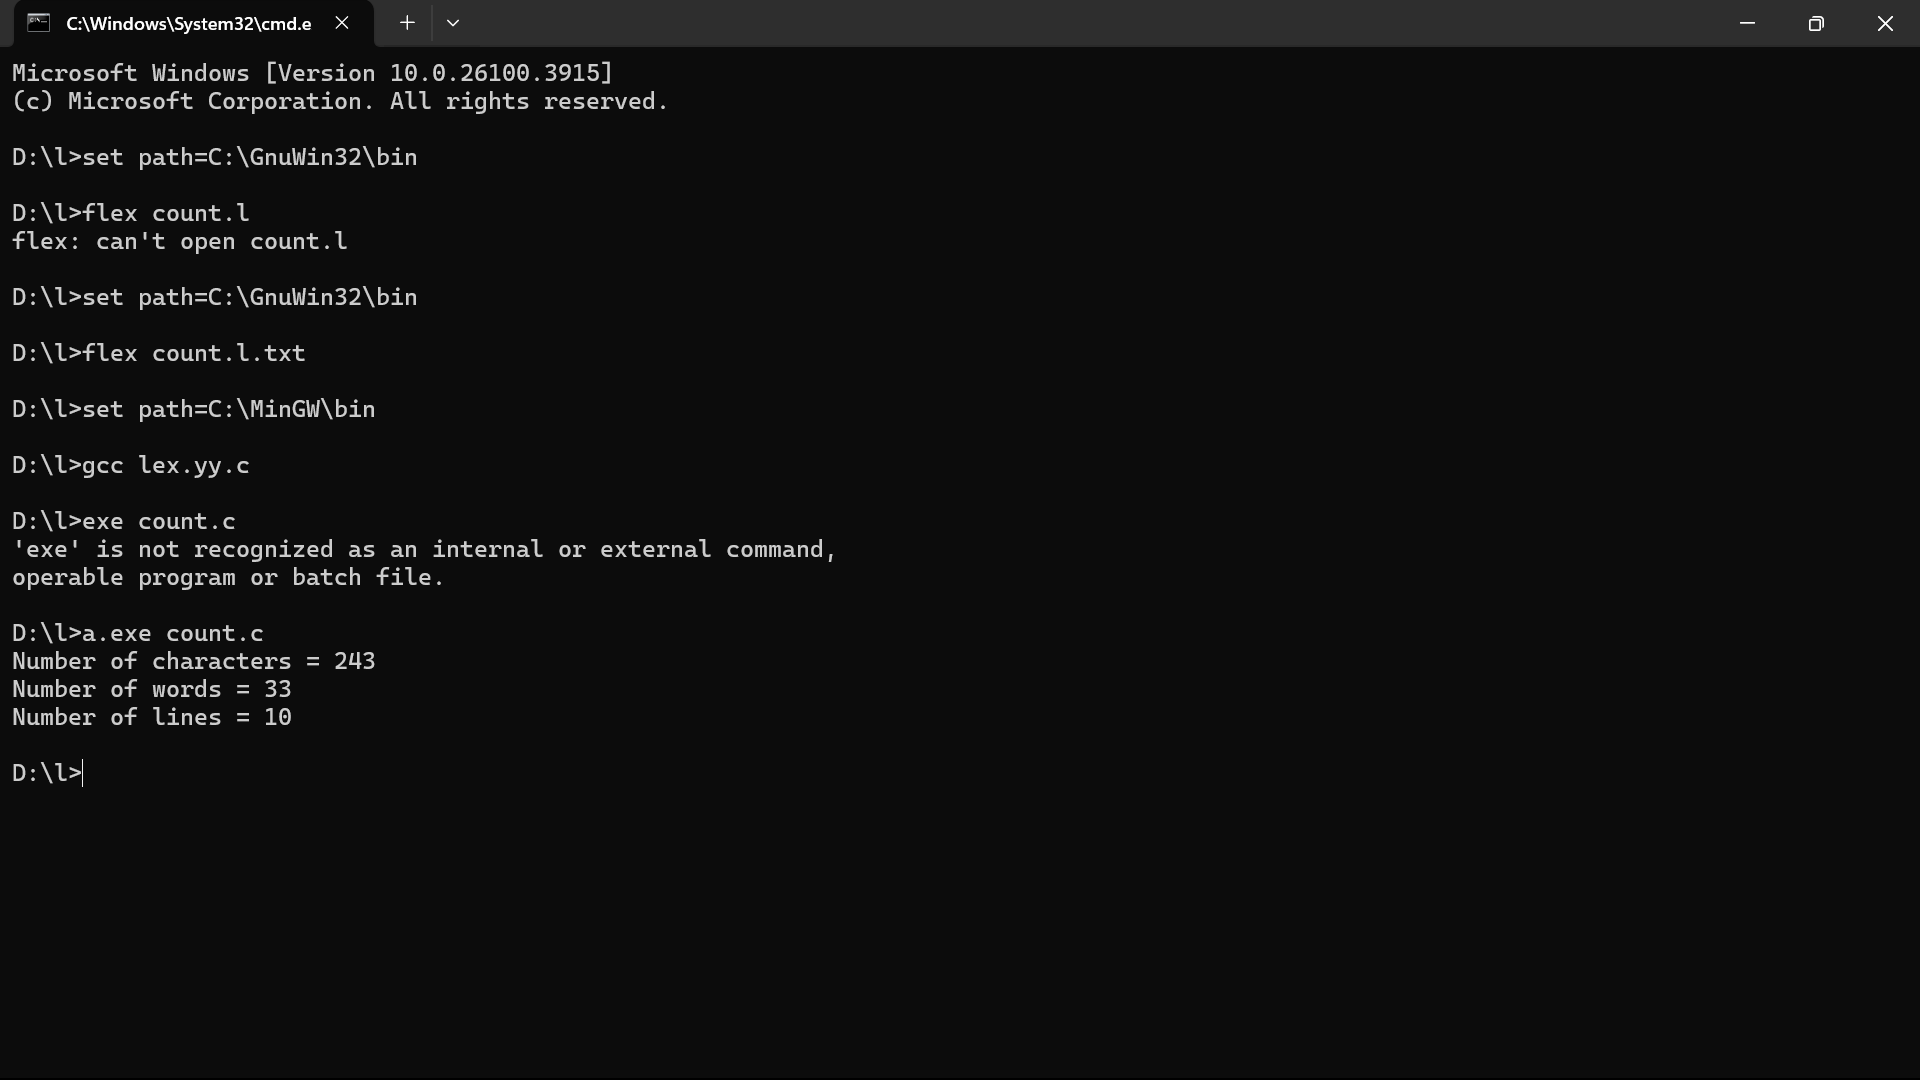 C:\Windows\System32\cmd.e
Microsoft Windows [Version 10.0.26100.3915]
(c) Microsoft Corporation. All rights reserved.
D:\l>set path=C:\GnuWin32\bin
D:\l>flex count.l
flex: can't open count.l
D:\l>set path=C:\GnuWin32\bin
D:\l>flex count.l.txt
D:\l>set path=C:\MinGW\bin
D:\l>gcc lex.yy.c
D:\l>exe count.c
'exe' is not recognized as an internal or external command,
operable program or batch file.
D:\l>a.exe count.c
Number of characters = 243
Number of words = 33
Number of lines = 10
D:\l>